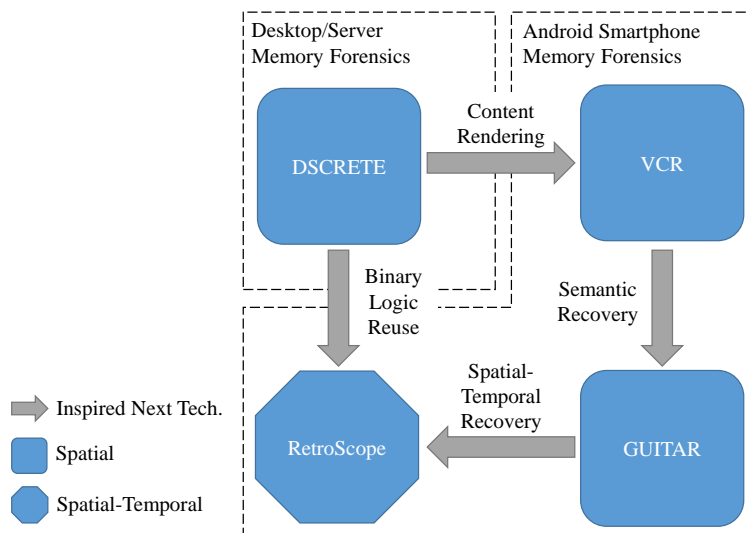 Desktop/Server
Memory Forensics
Android Smartphone
Memory Forensics
Content
Rendering
DSCRETE
VCR
Binary
Logic
Reuse
Semantic
Recovery
Spatial-
Temporal
Recovery
Inspired Next Tech.
Spatial
RetroScope
GUITAR
Spatial-Temporal